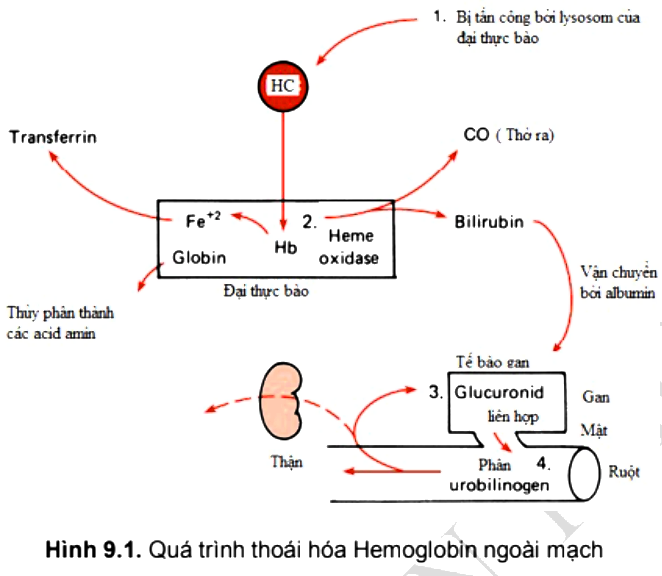 1. Bị tấn công bởi lysosom của
đại thực bào
HC
Transferrin
CO ( Thở ra)
Fe+2
2.
Heme
oxidase
Hb
Globin
Bilirubin
Đại thực bào
Thủy phân thành
các acid amin
Vận chuyển
bởi albumin
Tế bào gan
3. Glucuronid
liên hợp
Gan
Mật
Thận
Phân 4.
urobilinogen
Ruột
Hình 9.1. Quá trình thoái hóa Hemoglobin ngoài mạch